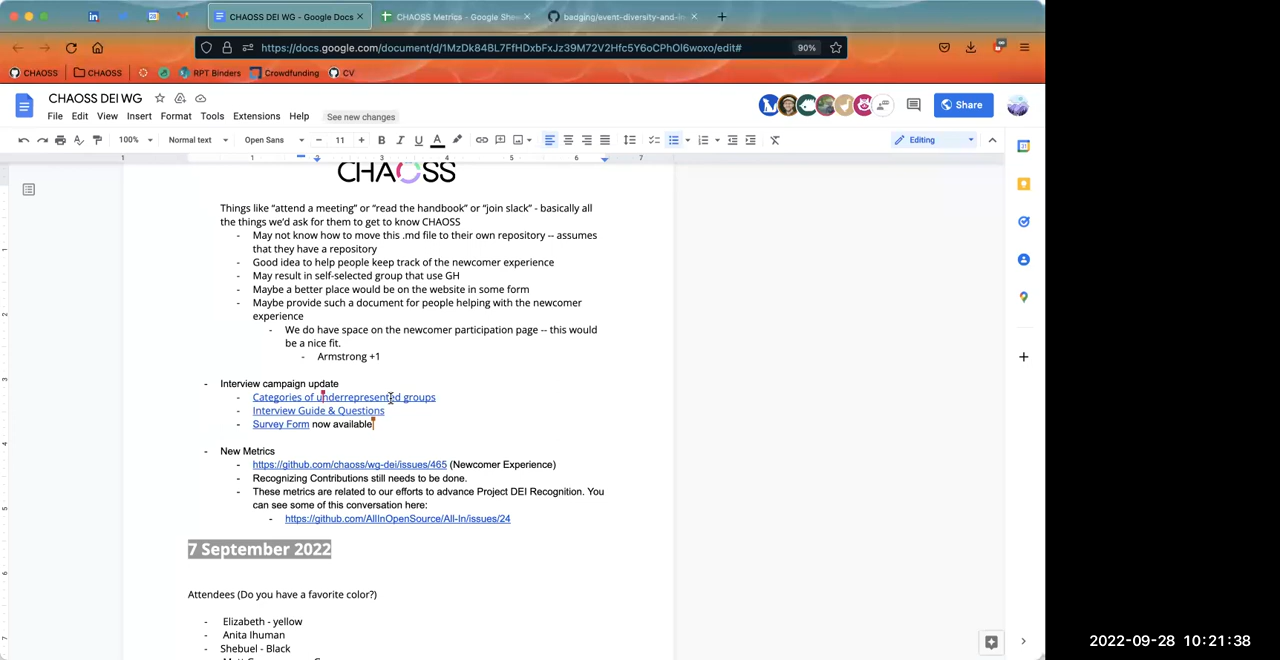 CHAOSS DEI WG - Google Docs
CHAOSS Metrics - Google She
badging/event-diversity-and-in
https://docs.google.com/document/d/1MzDk84BL7FfHDxbFxJz39M72V2Hfc5Y6oCPhOI6woxo/edit#
90%
CHAOSS
CHAOSS
RPT Binders
Crowdfunding
CV
CHAOSS DEI WG
File Edit View Insert Format Tools Extensions Help
See new changes
Share
100%
Normal text
Open Sans
11
Editing
1 1 3 4 5 6 7
CHAOSS
Things like “attend a meeting” or “read the handbook” or “join slack” - basically all
the things we’d ask for them to get to know CHAOSS
- May not know how to move this .md file to their own repository -- assumes
that they have a repository
- Good idea to help people keep track of the newcomer experience
- May result in self-selected group that use GH
- Maybe a better place would be on the website in some form
- Maybe provide such a document for people helping with the newcomer
experience
- We do have space on the newcomer participation page -- this would
be a nice fit.
- Armstrong +1
- Interview campaign update
- Categories of underrepresented groups
- Interview Guide & Questions
- Survey Form now available
- New Metrics
- https://github.com/chaoss/wg-dei/issues/465 (Newcomer Experience)
- Recognizing Contributions still needs to be done.
- These metrics are related to our efforts to advance Project DEI Recognition. You
can see some of this conversation here:
- https://github.com/AllInOpenSource/All-In/issues/24
7 September 2022
Attendees (Do you have a favorite color?)
- Elizabeth - yellow
- Anita Ihuman
- Shebuel - Black
2022-09-28 10:21:38